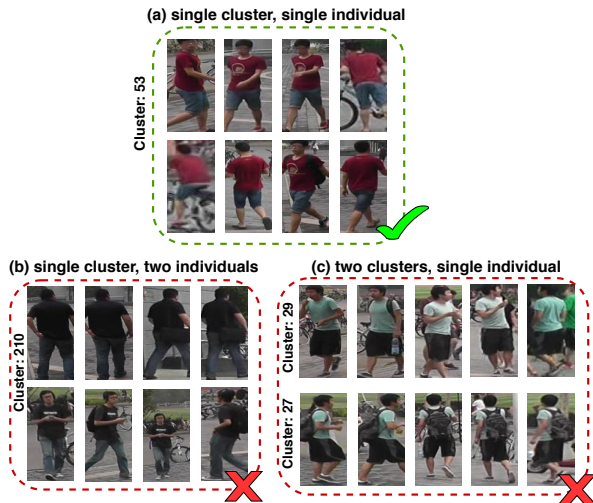 (a) single cluster, single individual
Cluster: 53
(b) single cluster, two individuals
Cluster: 210
(c) two clusters, single individual
Cluster: 29
Cluster: 27